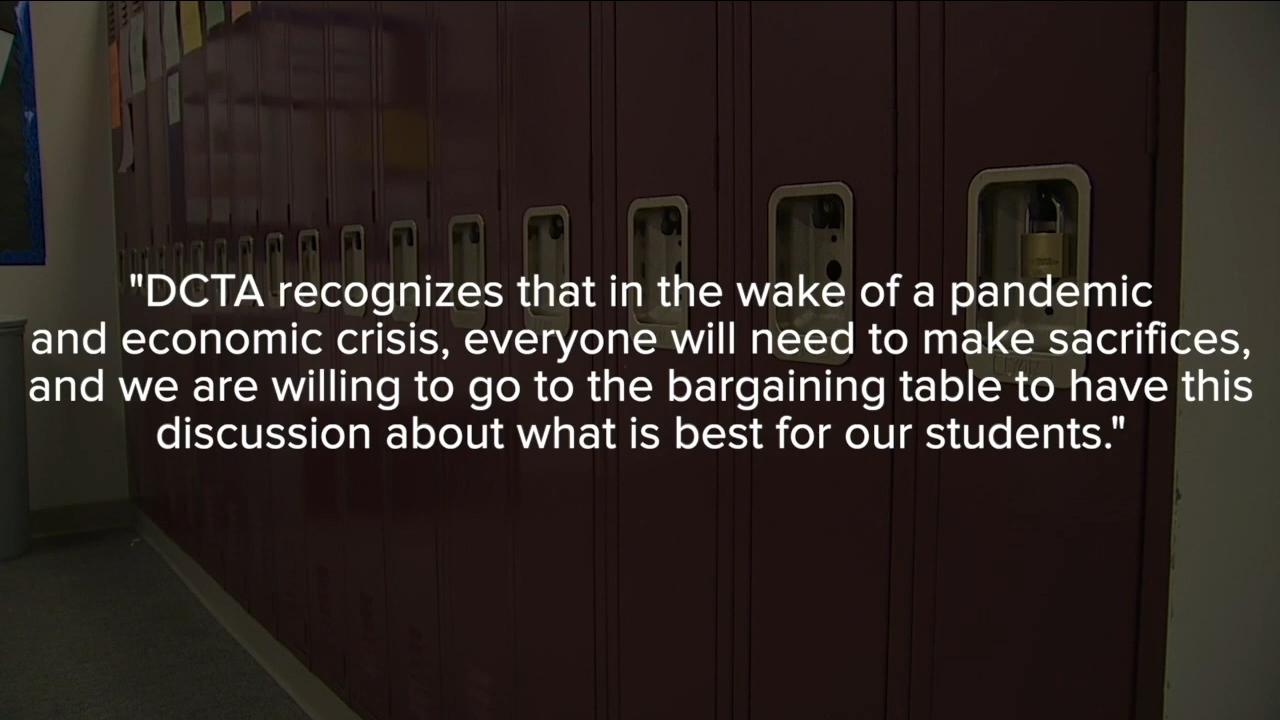 "DCTA recognizes that in the wake of a pandemic
and economic crisis, everyone will need to make sacrifices,
and we are willing to go to the bargaining table to have this
discussion about what is best for our students."